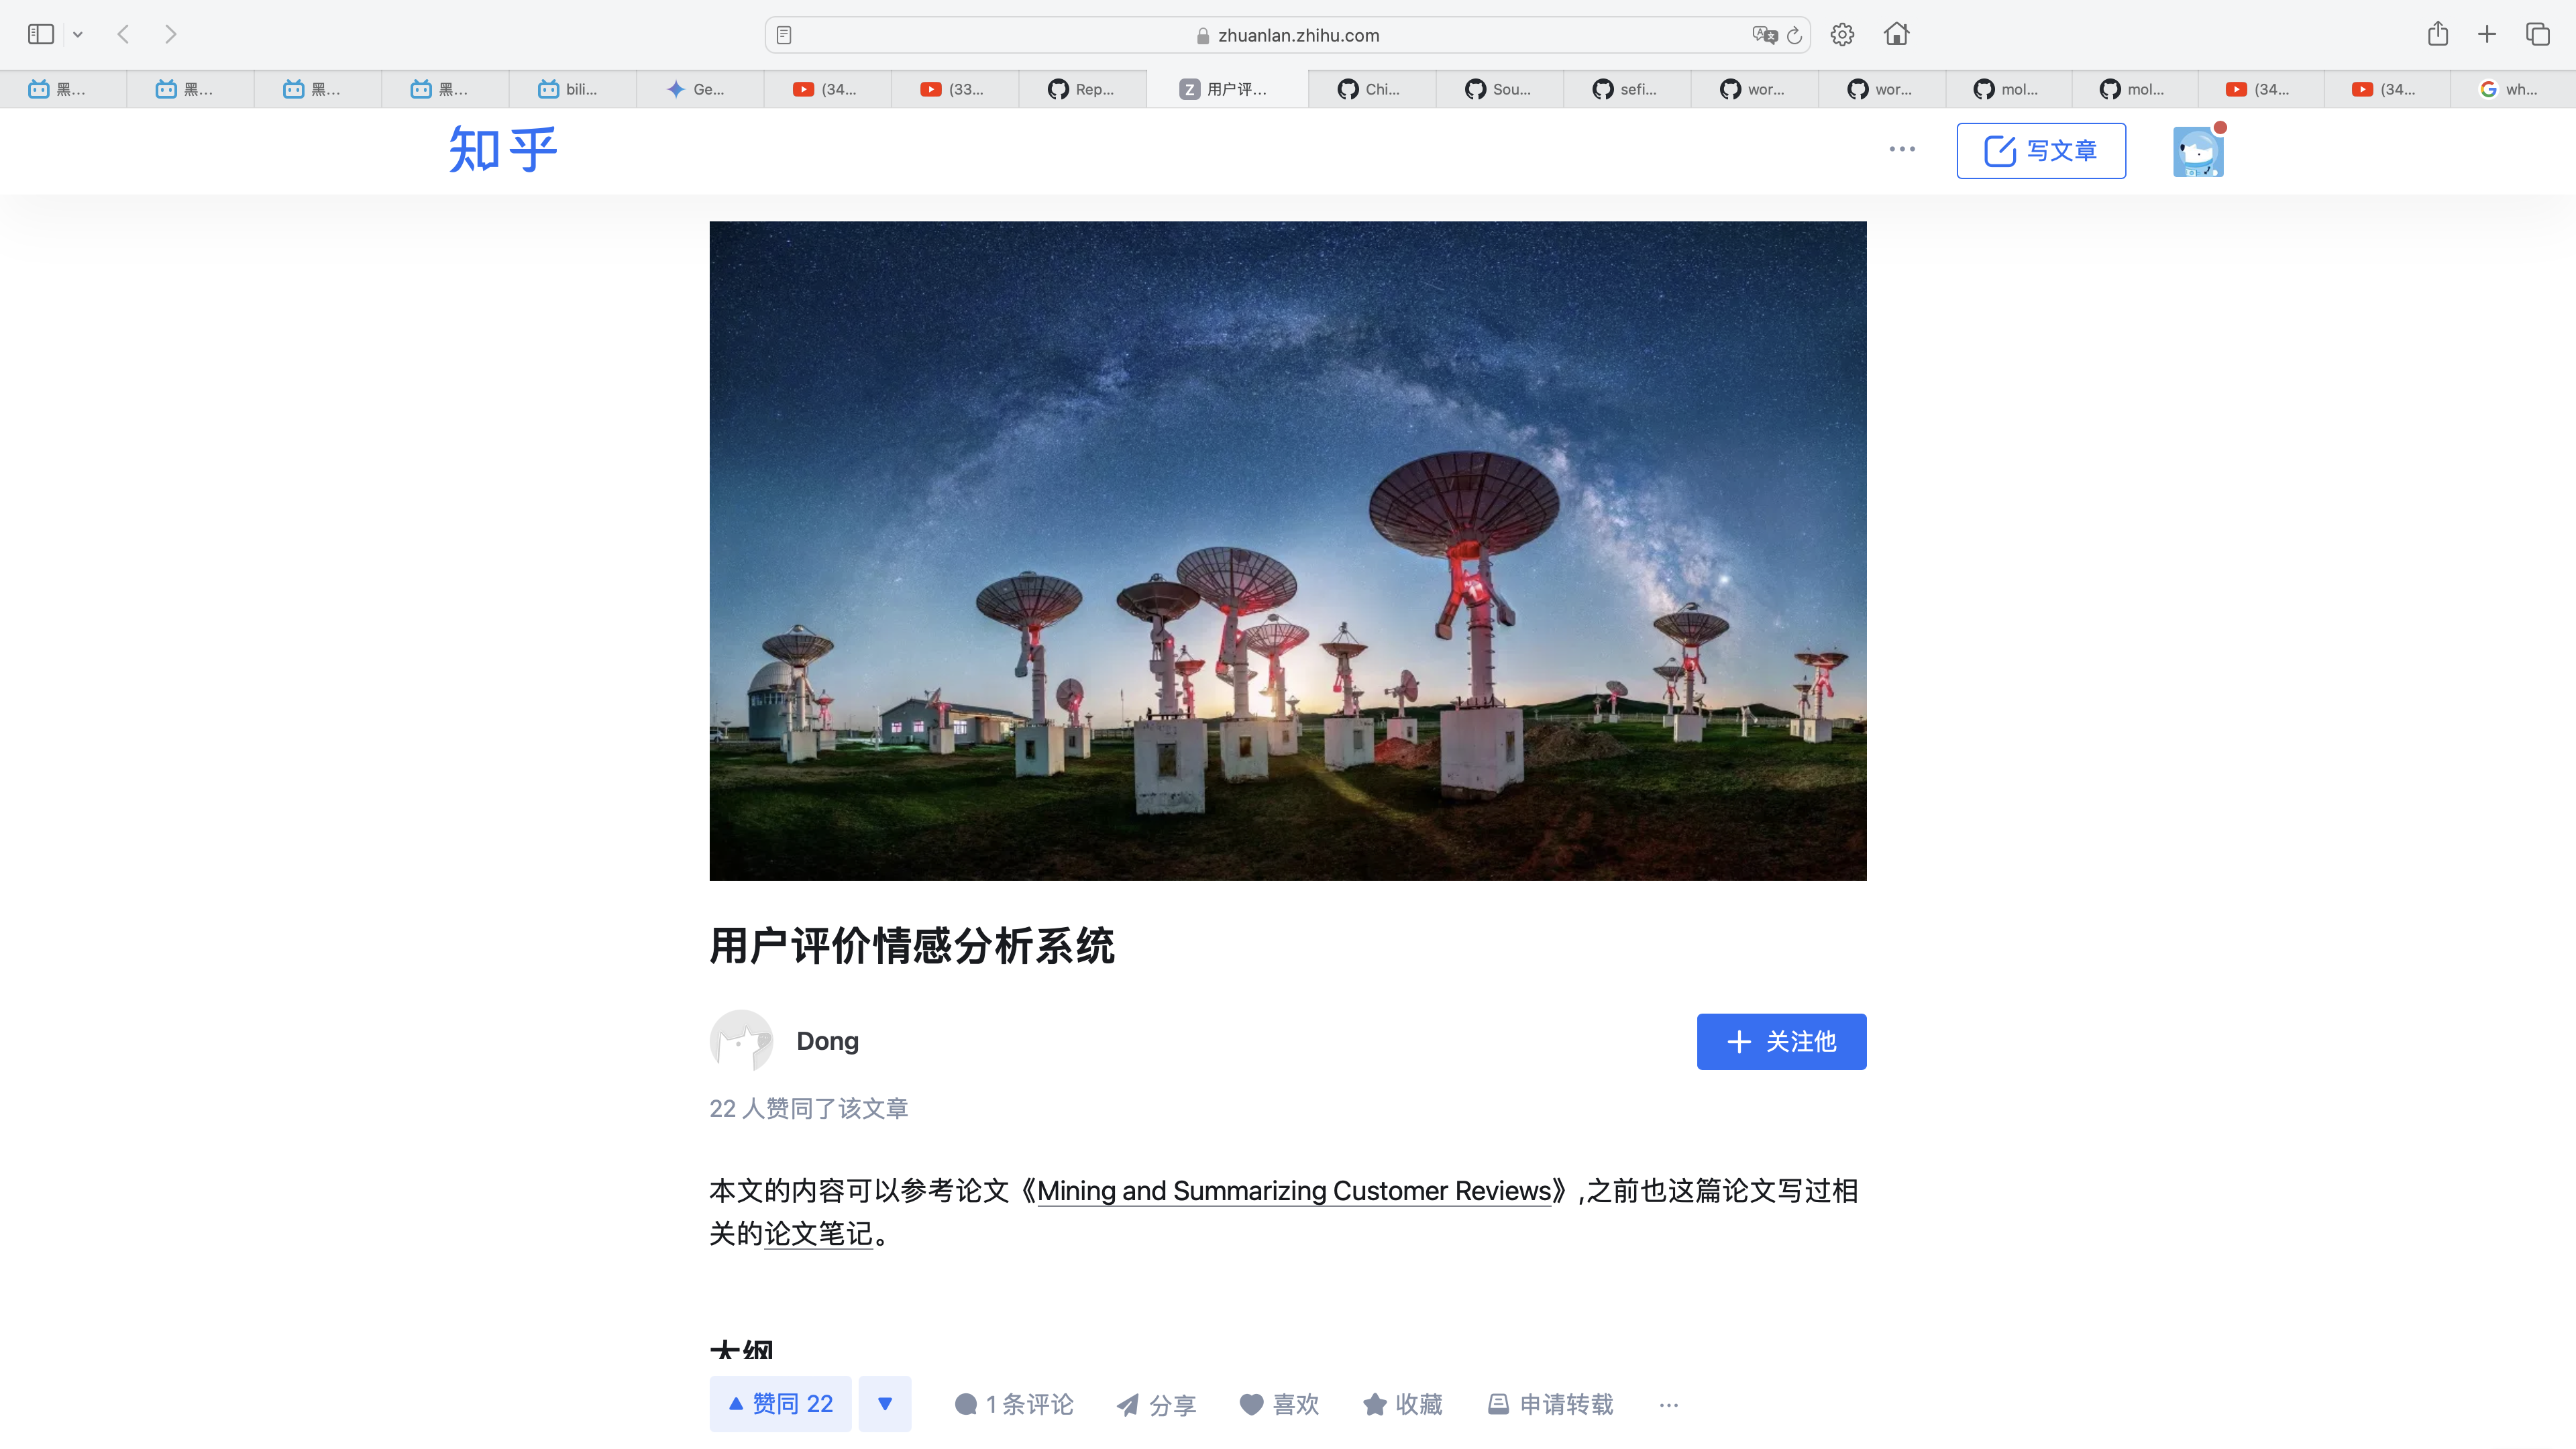 zhuanlan.zhihu.com
黑...
黑...
黑...
黑...
bili...
Ge...
(34...
(33...
Rep...
Z 用户评...
Chi...
Sou...
sefi...
wor...
wor...
mol...
mol...
(34...
(34...
wh...
知乎
写文章
用户评价情感分析系统
Dong
关注他
22 人赞同了该文章
本文的内容可以参考论文《Mining and Summarizing Customer Reviews》,之前也这篇论文写过相
关的论文笔记。
大纲
赞同 22
1 条评论
分享
喜欢
收藏
申请转载